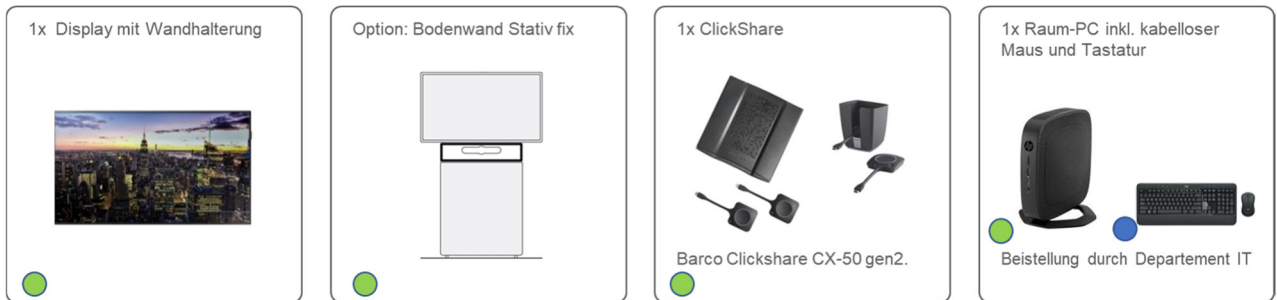 1x Display mit Wandhalterung
Option: Bodenwand Stativ fix
1x ClickShare
Barco Clickshare CX-50 gen2.
1x Raum-PC inkl. kabelloser
Maus und Tastatur
Beistellung durch Departement IT